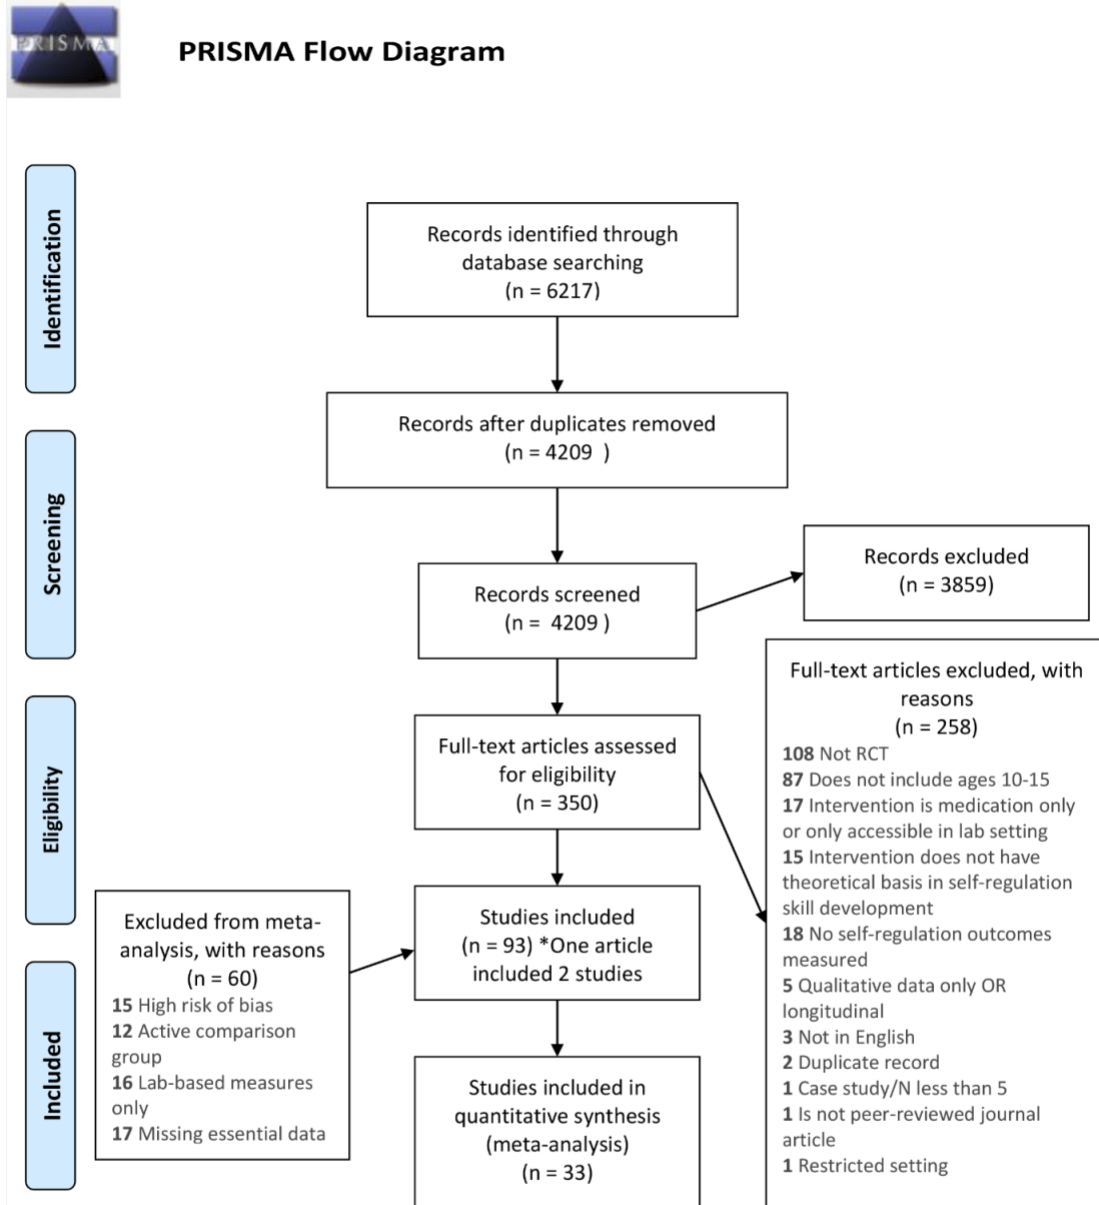 PRISMA
PRISMA Flow Diagram
Identification
Records identified through
database searching
(n = 6217)
Records after duplicates removed
(n = 4209  )
Screening
Records screened
(n =  4209 )
Records excluded
(n = 3859)
Eligibility
Full-text articles assessed
for eligibility
(n = 350)
Full-text articles excluded, with
reasons
(n = 258)
108 Not RCT
87 Does not include ages 10-15
17 Intervention is medication only
or only accessible in lab setting
15 Intervention does not have
theoretical basis in self-regulation
skill development
18 No self-regulation outcomes
measured
5 Qualitative data only OR
longitudinal
3 Not in English
2 Duplicate record
1 Case study/N less than 5
1 Is not peer-reviewed journal
article
1 Restricted setting
Studies included
(n = 93) *One article
included 2 studies
Excluded from meta-
analysis, with reasons
(n = 60)
15 High risk of bias
12 Active comparison
group
16 Lab-based measures
only
17 Missing essential data
Included
Studies included in
quantitative synthesis
(meta-analysis)
(n = 33)